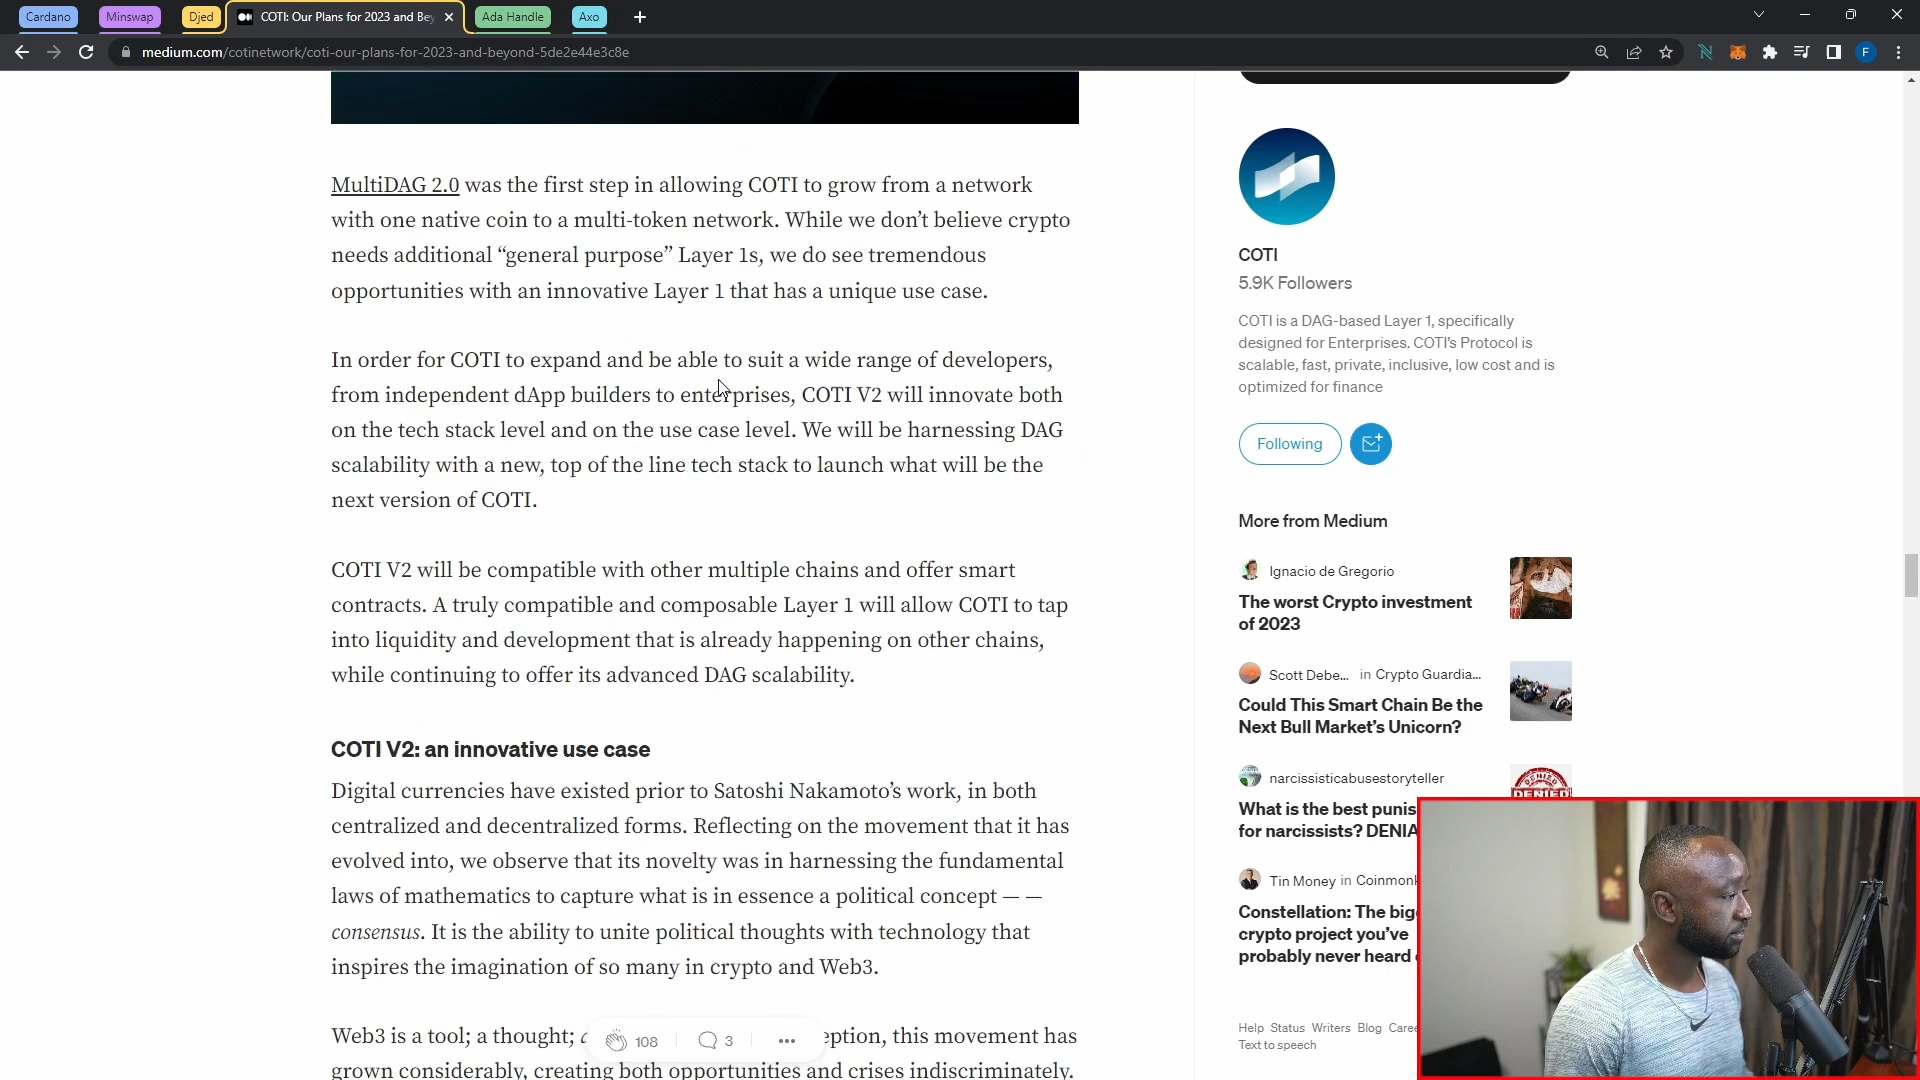 Cardano
Minswap
Djed
COTI: Our Plans for 2023 and Bey
Ada Handle
Axo
medium.com/cotinetwork/coti-our-plans-for-2023-and-beyond-5de2e44e3c8e
F
MultiDAG 2.0 was the first step in allowing COTI to grow from a network
with one native coin to a multi-token network. While we don’t believe crypto
needs additional “general purpose” Layer 1s, we do see tremendous
opportunities with an innovative Layer 1 that has a unique use case.
In order for COTI to expand and be able to suit a wide range of developers,
from independent dApp builders to enterprises, COTI V2 will innovate both
on the tech stack level and on the use case level. We will be harnessing DAG
scalability with a new, top of the line tech stack to launch what will be the
next version of COTI.
COTI V2 will be compatible with other multiple chains and offer smart
contracts. A truly compatible and composable Layer 1 will allow COTI to tap
into liquidity and development that is already happening on other chains,
while continuing to offer its advanced DAG scalability.
COTI V2: an innovative use case
Digital currencies have existed prior to Satoshi Nakamoto’s work, in both
centralized and decentralized forms. Reflecting on the movement that it has
evolved into, we observe that its novelty was in harnessing the fundamental
laws of mathematics to capture what is in essence a political concept — —
consensus. It is the ability to unite political thoughts with technology that
inspires the imagination of so many in crypto and Web3.
Web3 is a tool; a thought; eption, this movement has
grown considerably, creating both opportunities and crises indiscriminately.
108
3
COTI
5.9K Followers
COTI is a DAG-based Layer 1, specifically
designed for Enterprises. COTI’s Protocol is
scalable, fast, private, inclusive, low cost and is
optimized for finance
Following
More from Medium
Ignacio de Gregorio
The worst Crypto investment
of 2023
Scott Debe... in Crypto Guardia...
Could This Smart Chain Be the
Next Bull Market’s Unicorn?
narcissisticabusestoryteller
What is the best punis
for narcissists? DENIA
DENIED
Tin Money in Coinmonk
Constellation: The big
crypto project you’ve
probably never heard
Help Status Writers Blog Caree
Text to speech